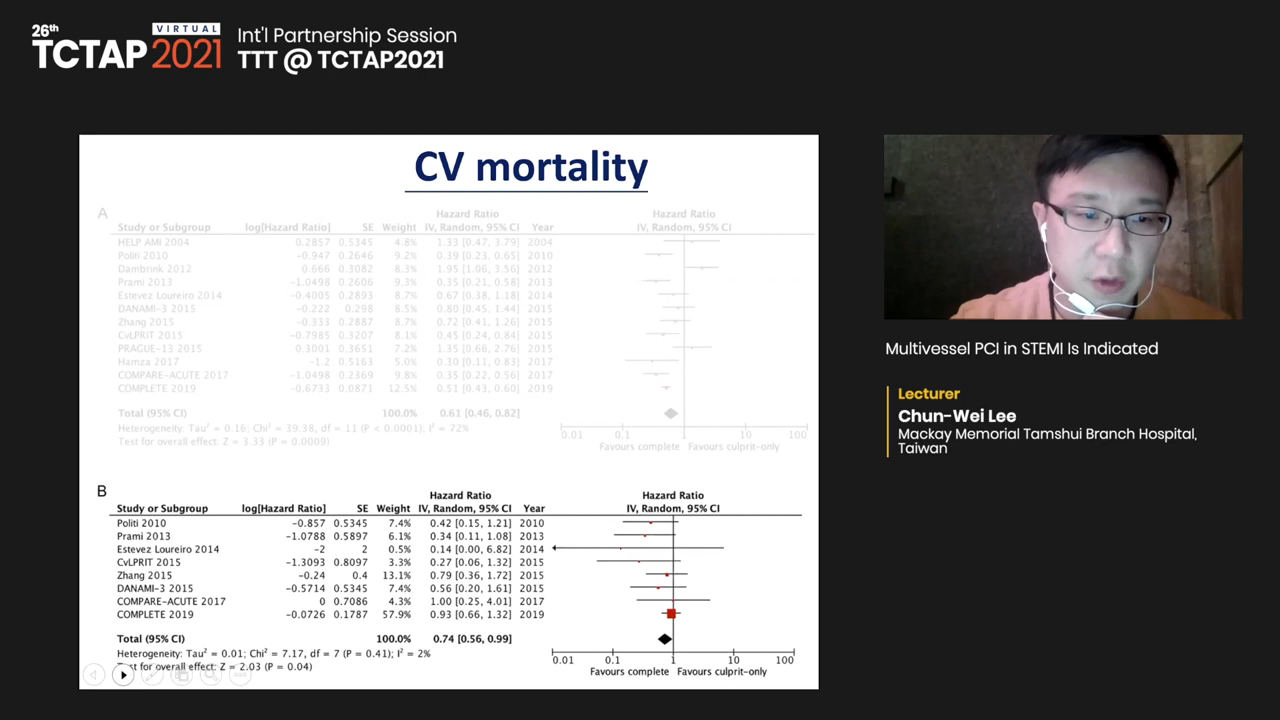 26th
VIRTUAL
TCTAP 2021
Int'l Partnership Session
TTT @ TCTAP2021
CV mortality
A
Hazard Ratio Hazard Ratio
Study or Subgroup log[Hazard Ratio] SE Weight IV, Random, 95% CI Year IV, Random, 95% CI
HELP AMI 2004 0.2857 0.5345 4.8% 1.33 [0.47, 3.79] 2004
Politi 2010 -0.947 0.2646 9.2% 0.39 [0.23, 0.65] 2010
Dambrink 2012 0.666 0.3082 8.3% 1.95 [1.06, 3.56] 2012
Prami 2013 -1.0498 0.2606 9.3% 0.35 [0.21, 0.58] 2013
Estevez Loureiro 2014 -0.4005 0.2893 8.7% 0.67 [0.38, 1.18] 2014
DANAMI-3 2015 -0.222 0.298 8.6% 0.80 [0.45, 1.44] 2015
Zhang 2015 -0.333 0.2887 8.7% 0.72 [0.41, 1.26] 2015
CvLPRIT 2015 -0.7985 0.3207 8.1% 0.45 [0.24, 0.84] 2015
PRAGUE-13 2015 0.3001 0.3651 7.2% 1.35 [0.66, 2.76] 2015
Hamza 2017 -1.2 0.5163 5.0% 0.30 [0.11, 0.83] 2017
COMPARE-ACUTE 2017 -1.0498 0.2369 9.8% 0.35 [0.22, 0.56] 2017
COMPLETE 2019 -0.6733 0.0871 12.5% 0.51 [0.43, 0.60] 2019
Total (95% CI) 100.0% 0.61 [0.46, 0.82]
Heterogeneity: Tau² = 0.16; Chi² = 39.38, df = 11 (P < 0.0001); I² = 72%
Test for overall effect: Z = 3.33 (P = 0.0009)
0.01 0.1 1 10 100
Favours complete Favours culprit-only
B
Hazard Ratio Hazard Ratio
Study or Subgroup log[Hazard Ratio] SE Weight IV, Random, 95% CI Year IV, Random, 95% CI
Politi 2010 -0.857 0.5345 7.4% 0.42 [0.15, 1.21] 2010
Prami 2013 -1.0788 0.5897 6.1% 0.34 [0.11, 1.08] 2013
Estevez Loureiro 2014 -2 2 0.5% 0.14 [0.00, 6.82] 2014
CvLPRIT 2015 -1.3093 0.8097 3.3% 0.27 [0.06, 1.32] 2015
Zhang 2015 -0.24 0.4 13.1% 0.79 [0.36, 1.72] 2015
DANAMI-3 2015 -0.5714 0.5345 7.4% 0.56 [0.20, 1.61] 2015
COMPARE-ACUTE 2017 0 0.7086 4.3% 1.00 [0.25, 4.01] 2017
COMPLETE 2019 -0.0726 0.1787 57.9% 0.93 [0.66, 1.32] 2019
Total (95% CI) 100.0% 0.74 [0.56, 0.99]
Heterogeneity: Tau² = 0.01; Chi² = 7.17, df = 7 (P = 0.41); I² = 2%
Test for overall effect: Z = 2.03 (P = 0.04)
0.01 0.1 1 10 100
Favours complete Favours culprit-only
Multivessel PCI in STEMI Is Indicated
Lecturer
Chun-Wei Lee
Mackay Memorial Tamshui Branch Hospital,
Taiwan